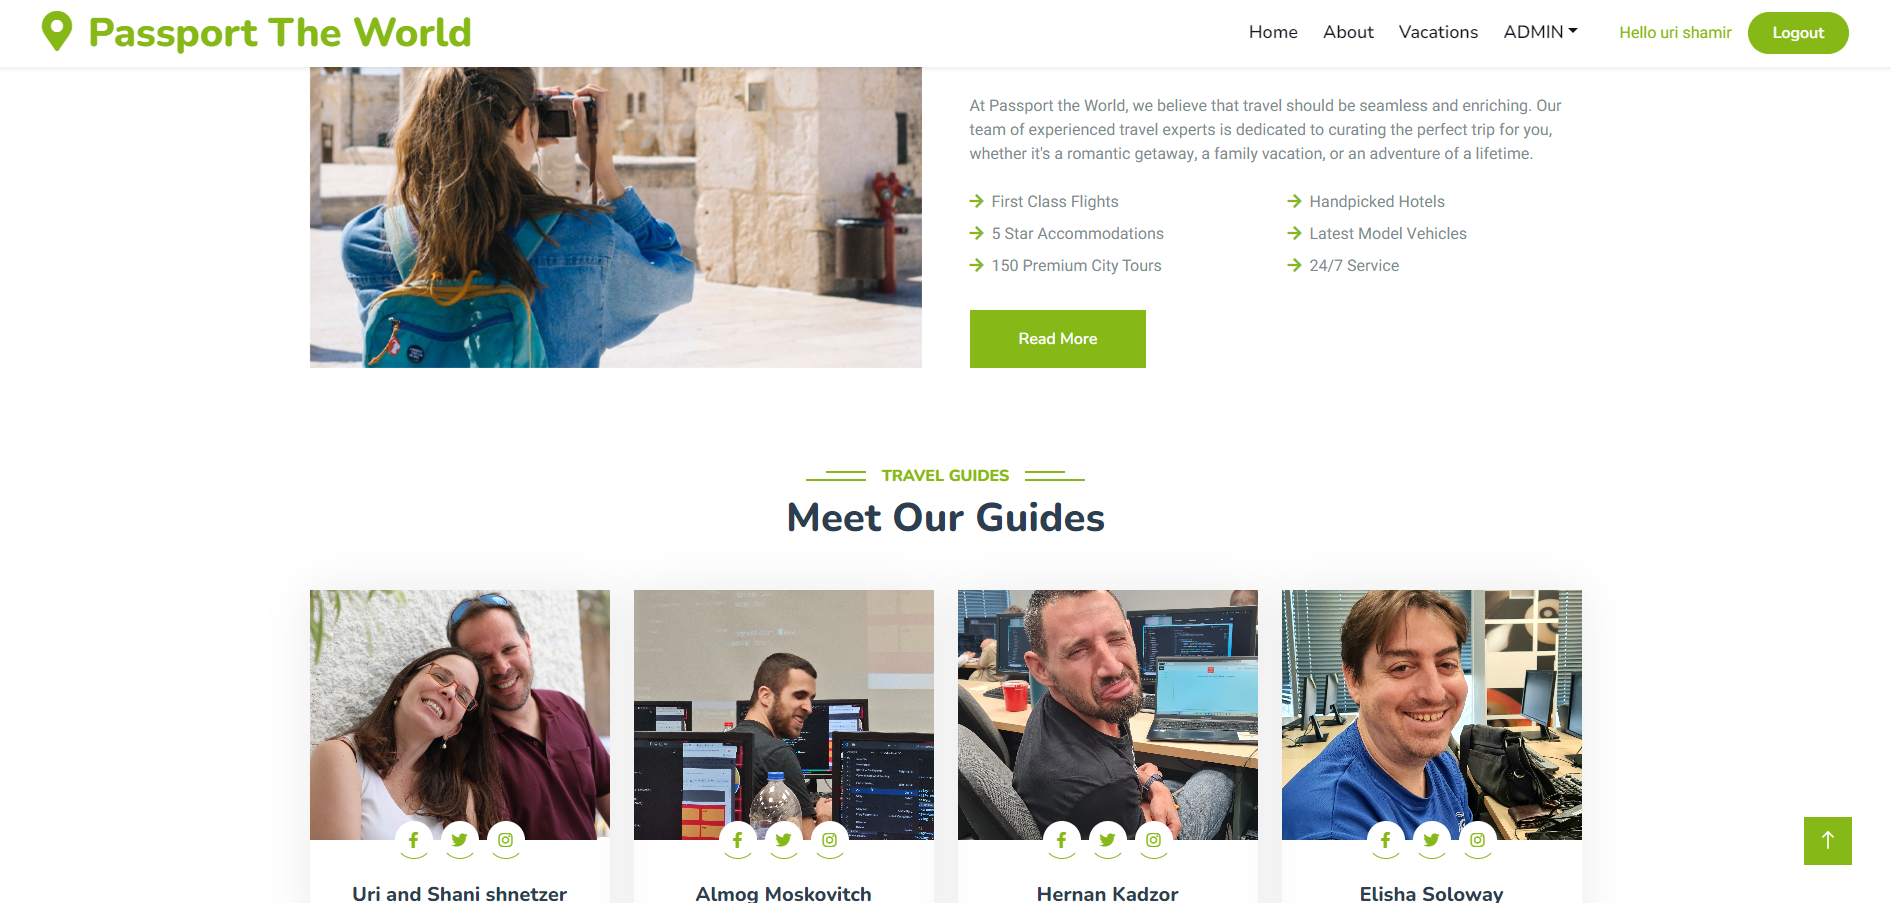 Passport The World
Home About Vacations ADMIN Hello uri shamir Logout
At Passport the World, we believe that travel should be seamless and enriching. Our
team of experienced travel experts is dedicated to curating the perfect trip for you,
whether it's a romantic getaway, a family vacation, or an adventure of a lifetime.
First Class Flights
Handpicked Hotels
5 Star Accommodations
Latest Model Vehicles
150 Premium City Tours
24/7 Service
Read More
TRAVEL GUIDES
Meet Our Guides
Uri and Shani shnetzer
Almog Moskovitch
Hernan Kadzor
Elisha Soloway